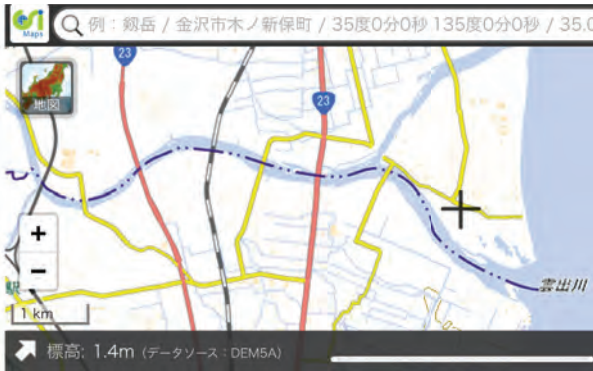 GSI
Maps
例：剱岳 / 金沢市木ノ新保町 / 35度0分0秒 135度0分0秒 / 35.0
23
地図
23
+
−
雲出川
駅
1 km
標高: 1.4m（データソース：DEM5A）